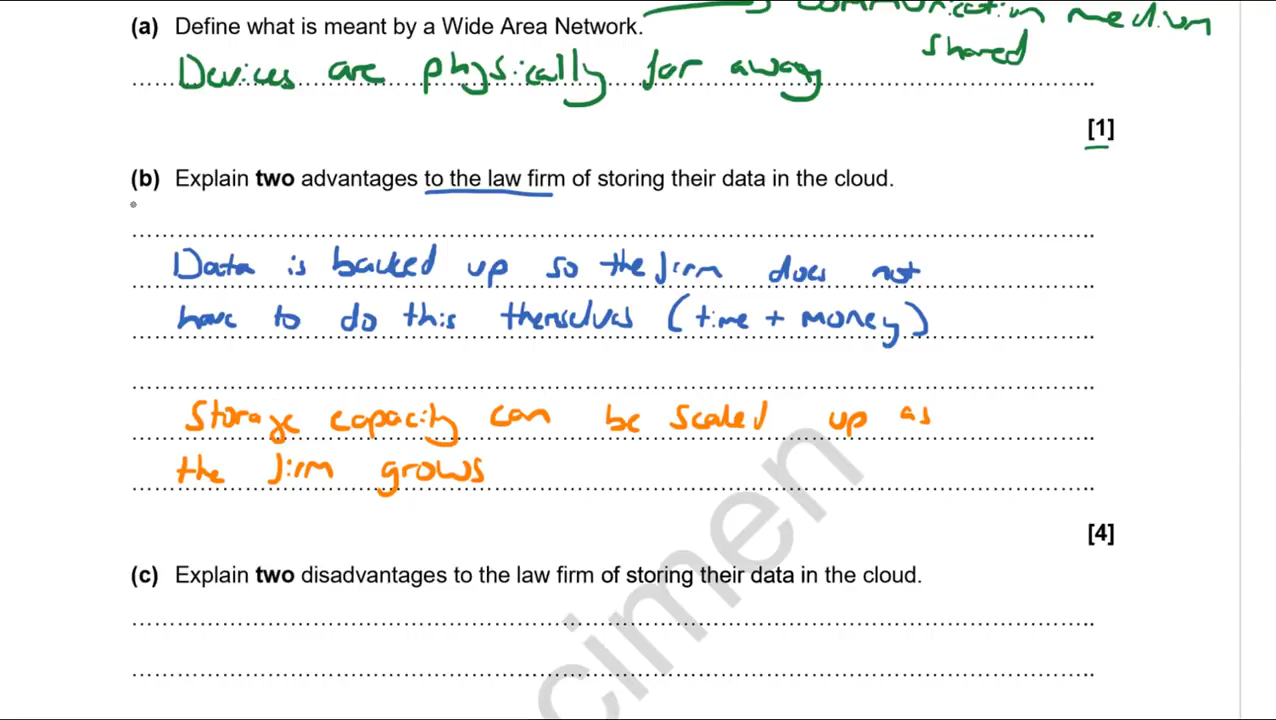 (a) Define what is meant by a Wide Area Network.
communication medium
shared
Devices are physically far away
[1]
(b) Explain two advantages to the law firm of storing their data in the cloud.
Data is backed up so the firm does not
have to do this themselves (time + money)
Storage capacity can be scaled up as
the firm grows
[4]
(c) Explain two disadvantages to the law firm of storing their data in the cloud.
cimen